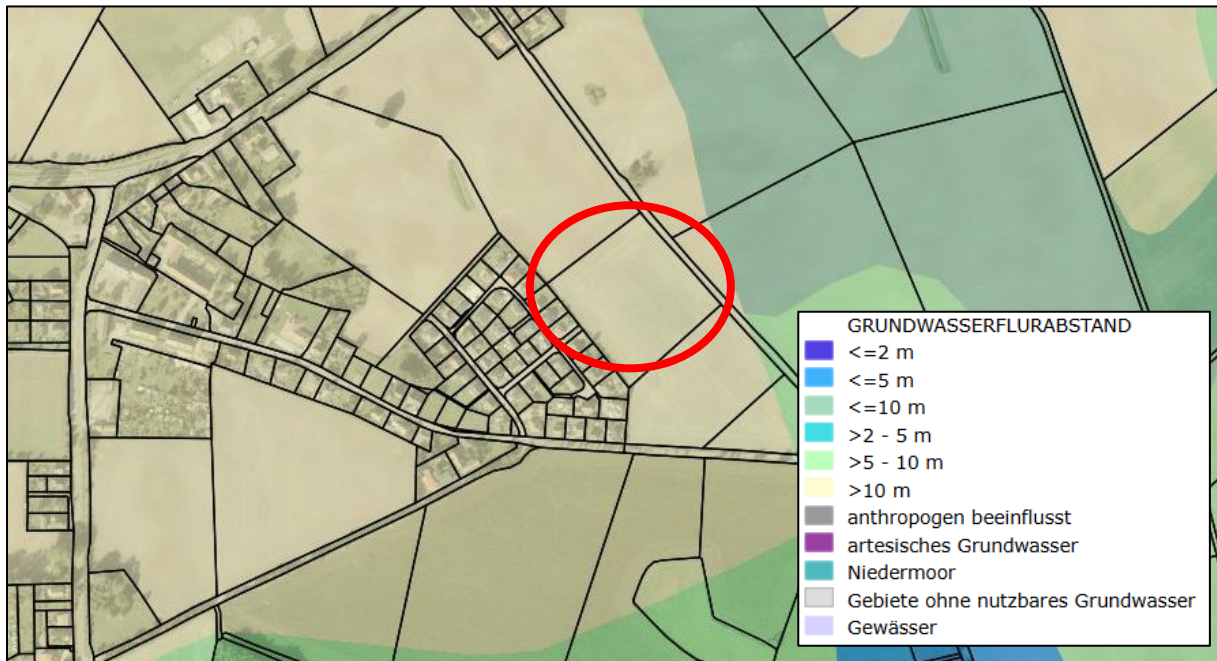 GRUNDWASSERFLURABSTAND
<=2 m
<=5 m
<=10 m
>2 - 5 m
>5 - 10 m
>10 m
anthropogen beeinflusst
artesisches Grundwasser
Niedermoor
Gebiete ohne nutzbares Grundwasser
Gewässer